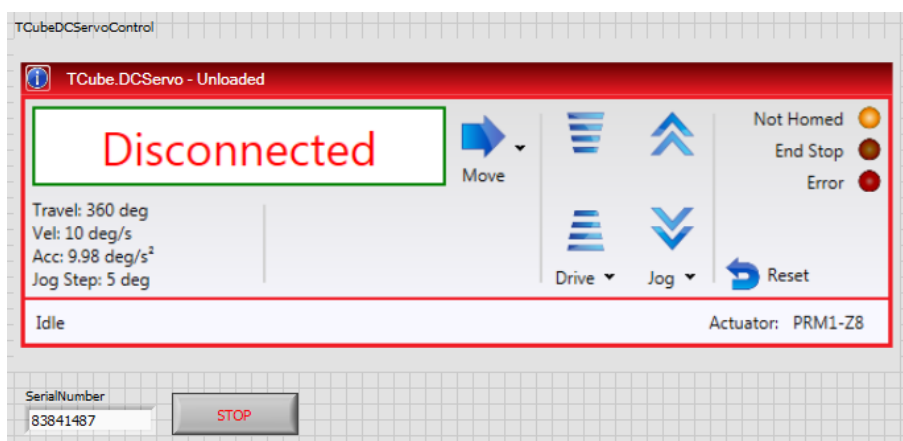 TCubeDCServoControl
TCube.DCServo - Unloaded
Disconnected
Move
Not Homed
End Stop
Error
Travel: 360 deg
Vel: 10 deg/s
Acc: 9.98 deg/s²
Jog Step: 5 deg
Drive
Jog
Reset
Idle
Actuator: PRM1-Z8
SerialNumber
83841487
STOP